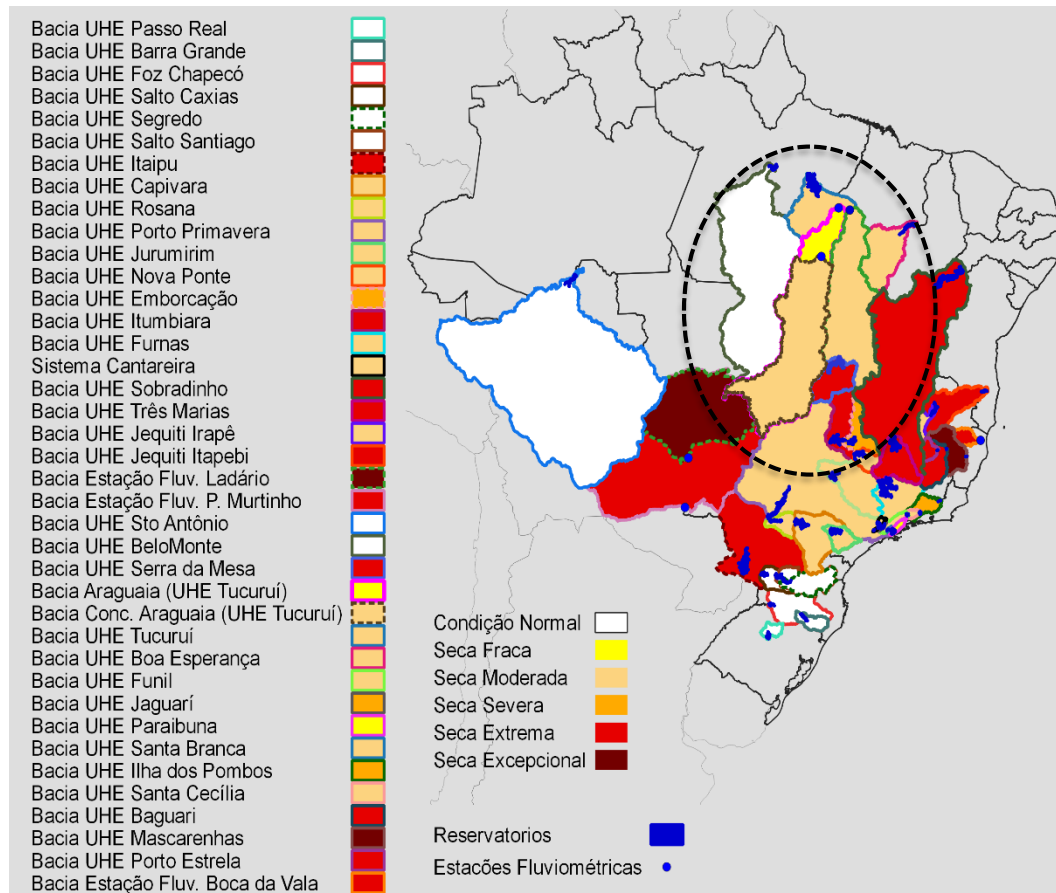 Bacia UHE Passo Real
Bacia UHE Barra Grande
Bacia UHE Foz Chapecó
Bacia UHE Salto Caxias
Bacia UHE Segredo
Bacia UHE Salto Santiago
Bacia UHE Itaipu
Bacia UHE Capivara
Bacia UHE Rosana
Bacia UHE Porto Primavera
Bacia UHE Jurumirim
Bacia UHE Nova Ponte
Bacia UHE Emborcação
Bacia UHE Itumbiara
Bacia UHE Furnas
Sistema Cantareira
Bacia UHE Sobradinho
Bacia UHE Três Marias
Bacia UHE Jequiti Irapê
Bacia UHE Jequiti Itapebi
Bacia Estação Fluv. Ladário
Bacia Estação Fluv. P. Murtinho
Bacia UHE Sto Antônio
Bacia UHE BeloMonte
Bacia UHE Serra da Mesa
Bacia Araguaia (UHE Tucuruí)
Bacia Conc. Araguaia (UHE Tucuruí)
Bacia UHE Tucuruí
Bacia UHE Boa Esperança
Bacia UHE Funil
Bacia UHE Jaguarí
Bacia UHE Paraibuna
Bacia UHE Santa Branca
Bacia UHE Ilha dos Pombos
Bacia UHE Santa Cecília
Bacia UHE Baguari
Bacia UHE Mascarenhas
Bacia UHE Porto Estrela
Bacia Estação Fluv. Boca da Vala
Condição Normal
Seca Fraca
Seca Moderada
Seca Severa
Seca Extrema
Seca Excepcional
Reservatorios
Estacões Fluviométricas